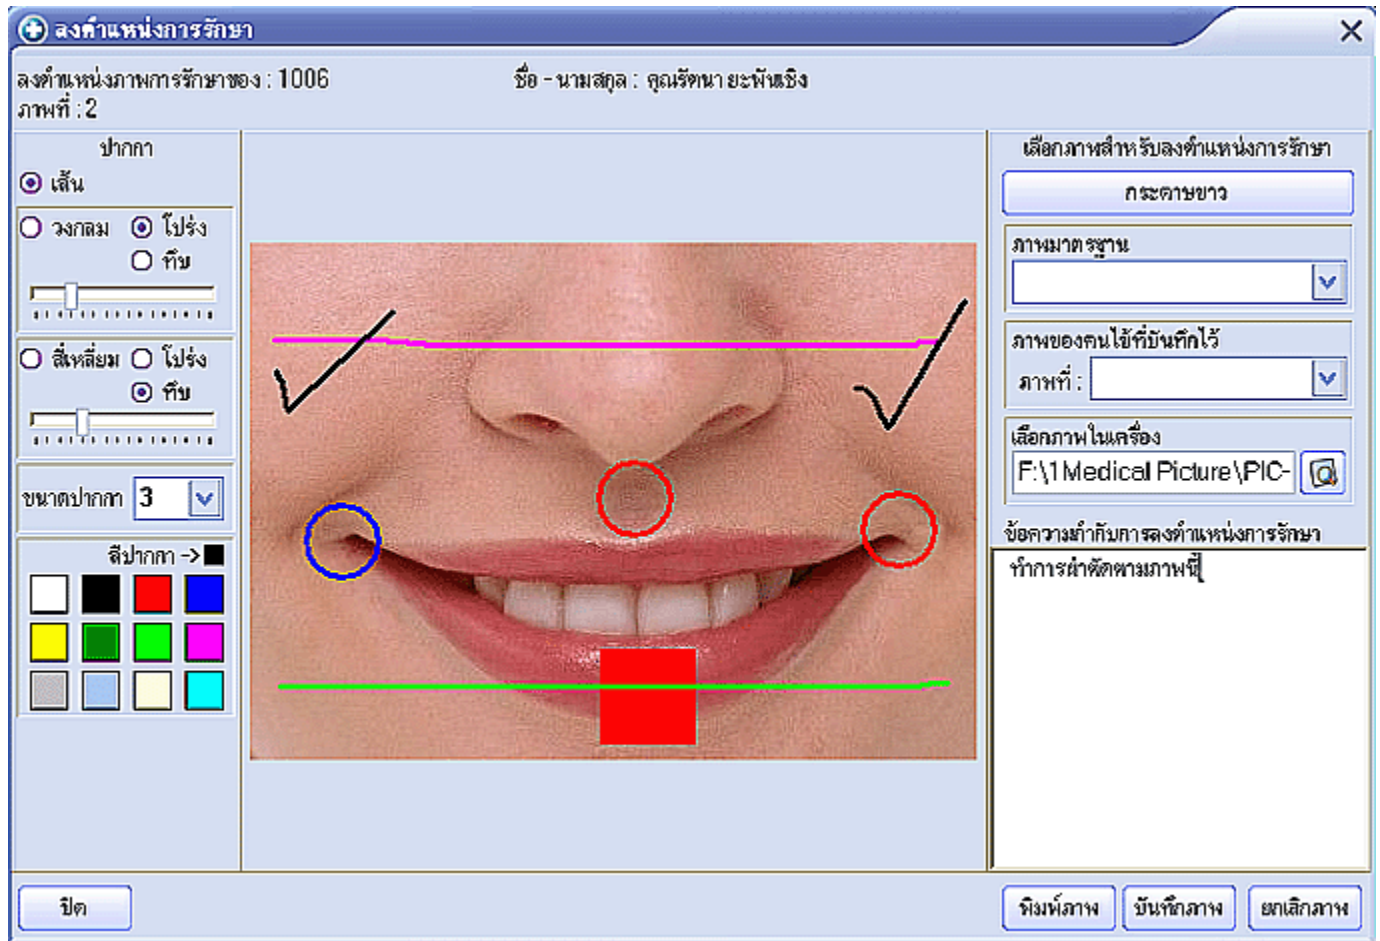 ลงตำแหน่งการรักษา
ลงตำแหน่งภาพการรักษาของ : 1006
ชื่อ - นามสกุล : คุณรัตนา ยะพันเชิง
ภาพที่ : 2
ปากกา
เส้น
วงกลม โปร่ง
ทึบ
สี่เหลี่ยม โปร่ง
ทึบ
ขนาดปากกา 3
สีปากกา ->
เลือกภาพสำหรับลงตำแหน่งการรักษา
กระดาษขาว
ภาพมาตรฐาน
ภาพของคนไข้ที่บันทึกไว้
ภาพที่ :
เลือกภาพในเครื่อง
F:\1Medical Picture\PIC-
ข้อความกำกับการลงตำแหน่งการรักษา
ทำการผ่าตัดตามภาพนี้
ปิด
พิมพ์ภาพ บันทึกภาพ ยกเลิกภาพ